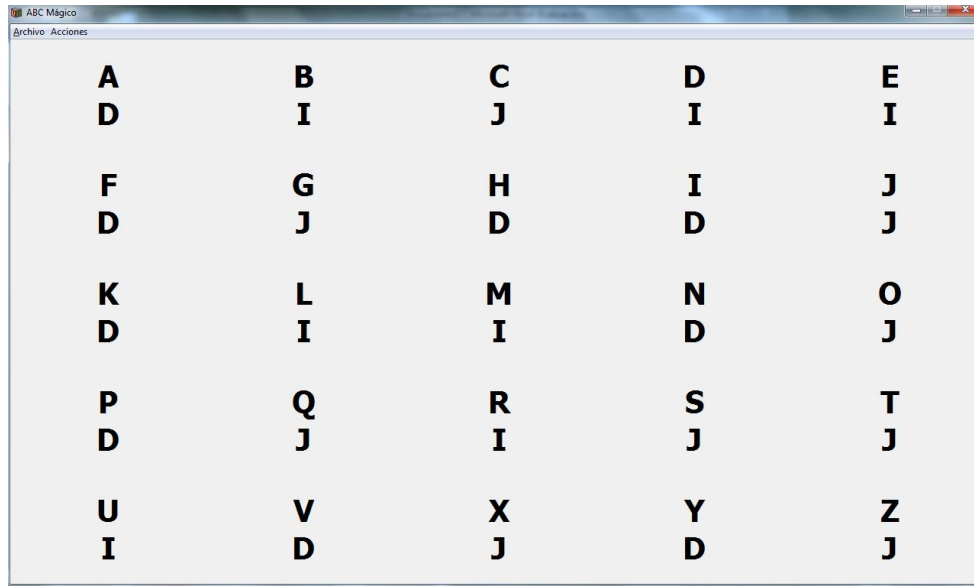 ABC Mágico
Archivo Acciones
A B C D E
D I J I I
F G H I J
D J D D J
K L M N O
D I I D J
P Q R S T
D J I J J
U V X Y Z
I D J D J